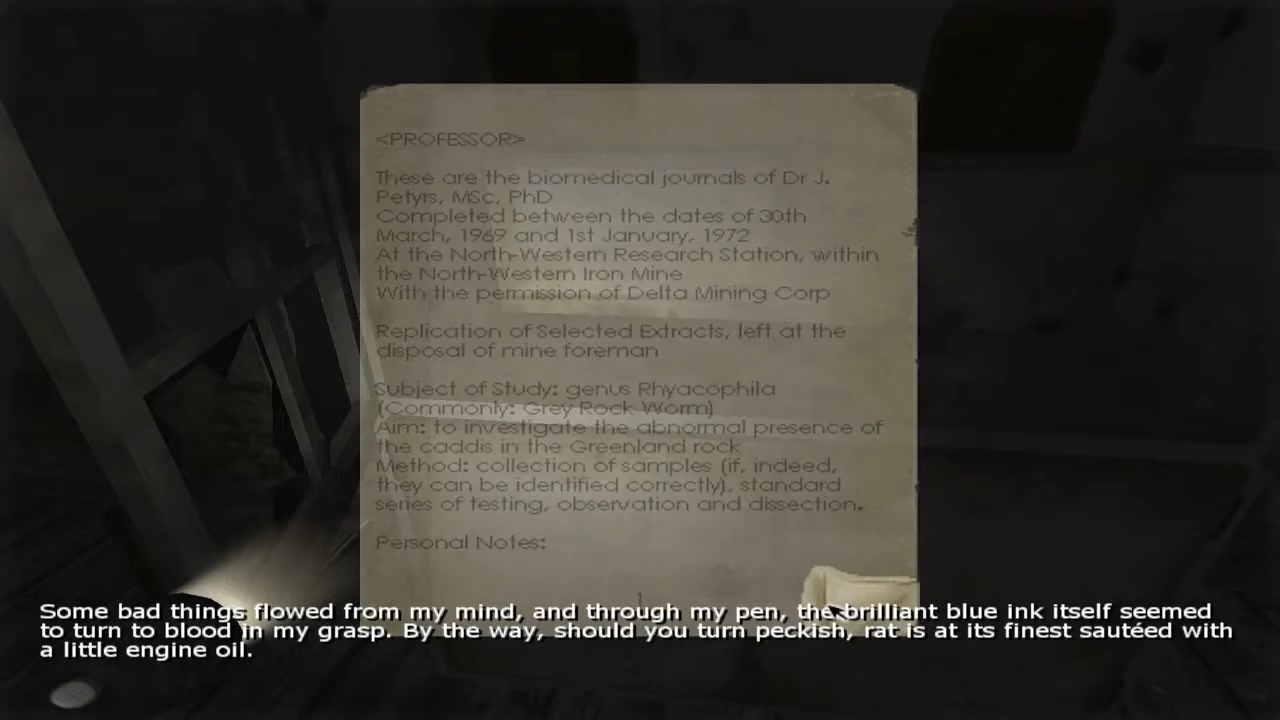 <PROFESSOR>
These are the biomedical journals of Dr J.
Petyrs, MSc, PhD
Completed between the dates of 30th
March, 1969 and 1st January, 1972
At the North-Western Research Station, within
the North-Western Iron Mine
With the permission of Delta Mining Corp
Replication of Selected Extracts, left at the
disposal of mine foreman
Subject of Study: genus Rhyacophila
(Commonly: Grey Rock Worm)
Aim: to investigate the abnormal presence of
the caddis in the Greenland rock
Method: collection of samples (if, indeed,
they can be identified correctly), standard
series of testing, observation and dissection.
Personal Notes:
1
Some bad things flowed from my mind, and through my pen, the brilliant blue ink itself seemed
to turn to blood in my grasp. By the way, should you turn peckish, rat is at its finest sautéed with
a little engine oil.